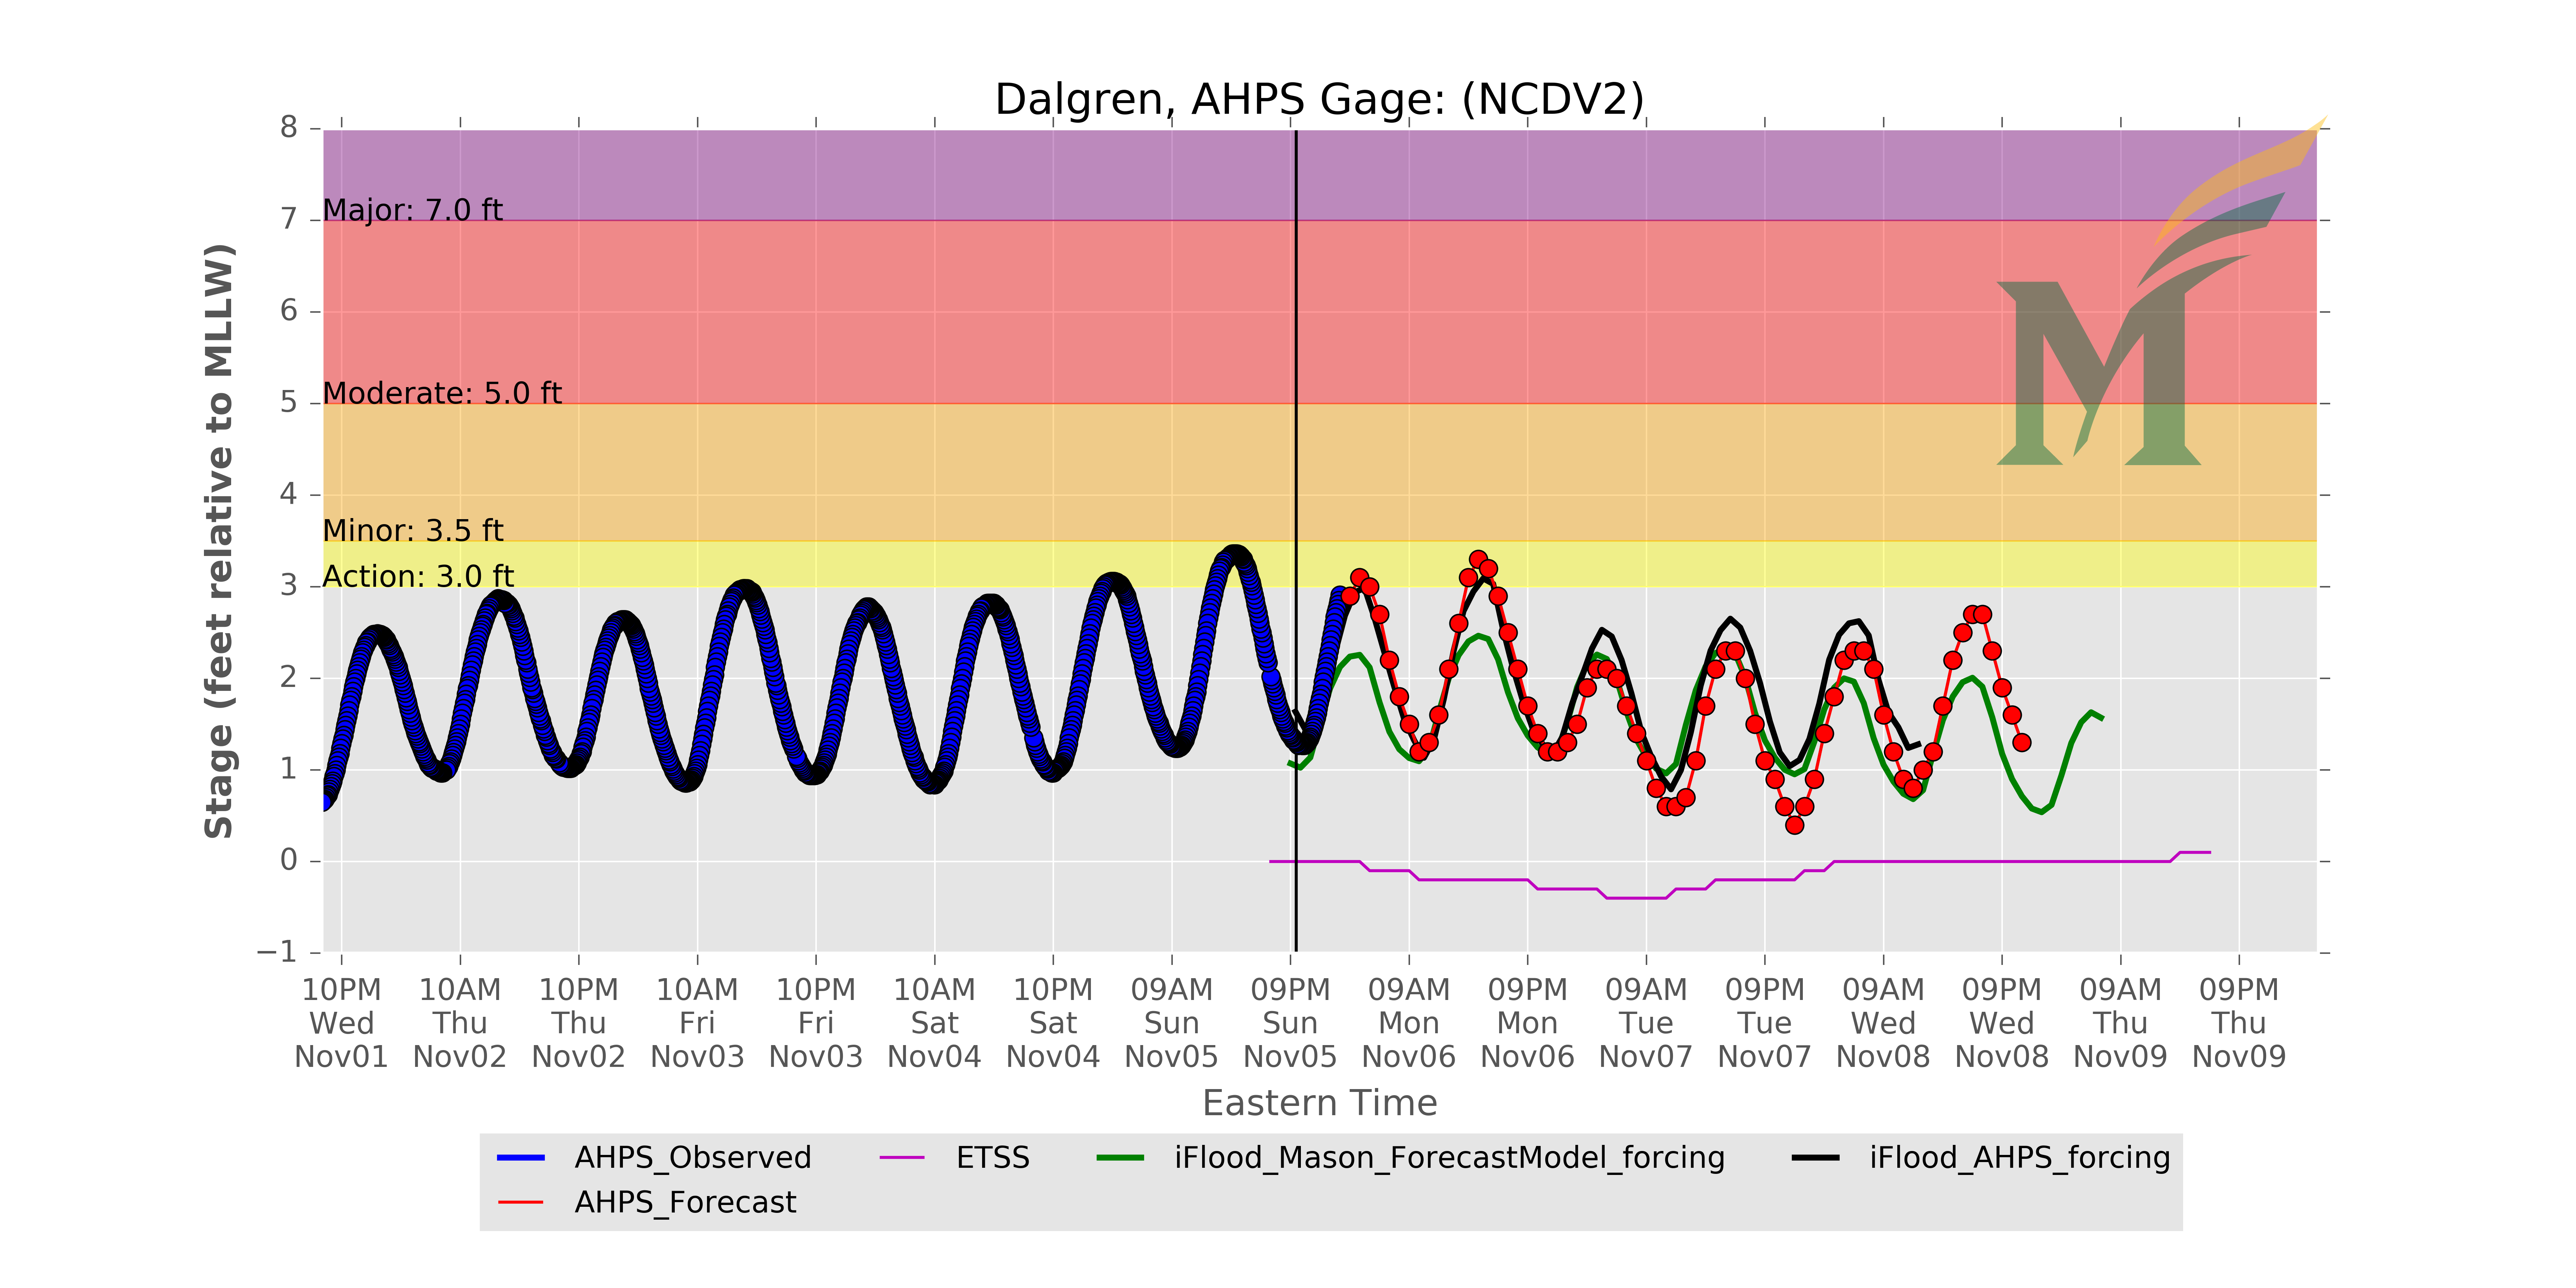 Dalgren, AHPS Gage: (NCDV2)
Stage (feet relative to MLLW)
8
7
6
5
4
3
2
1
0
−1
Major: 7.0 ft
Moderate: 5.0 ft
Minor: 3.5 ft
Action: 3.0 ft
M
10PM 10AM 10PM 10AM 10PM 10AM 10PM 09AM 09PM 09AM 09PM 09AM 09PM 09AM 09PM 09AM 09PM
Wed Thu Thu Fri Fri Sat Sat Sun Sun Mon Mon Tue Tue Wed Wed Thu Thu
Nov01 Nov02 Nov02 Nov03 Nov03 Nov04 Nov04 Nov05 Nov05 Nov06 Nov06 Nov07 Nov07 Nov08 Nov08 Nov09 Nov09
Eastern Time
AHPS_Observed ETSS iFlood_Mason_ForecastModel_forcing iFlood_AHPS_forcing
AHPS_Forecast